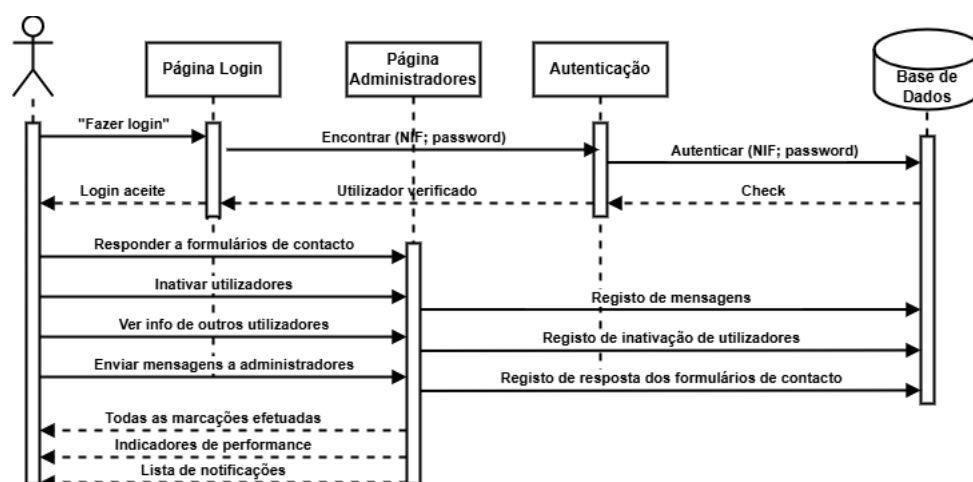 Página Login
Página
Administradores
Autenticação
Base de
Dados
"Fazer login"
Encontrar (NIF; password)
Autenticar (NIF; password)
Login aceite
Utilizador verificado
Check
Responder a formulários de contacto
Inativar utilizadores
Registo de mensagens
Ver info de outros utilizadores
Registo de inativação de utilizadores
Enviar mensagens a administradores
Registo de resposta dos formulários de contacto
Todas as marcações efetuadas
Indicadores de performance
Lista de notificações